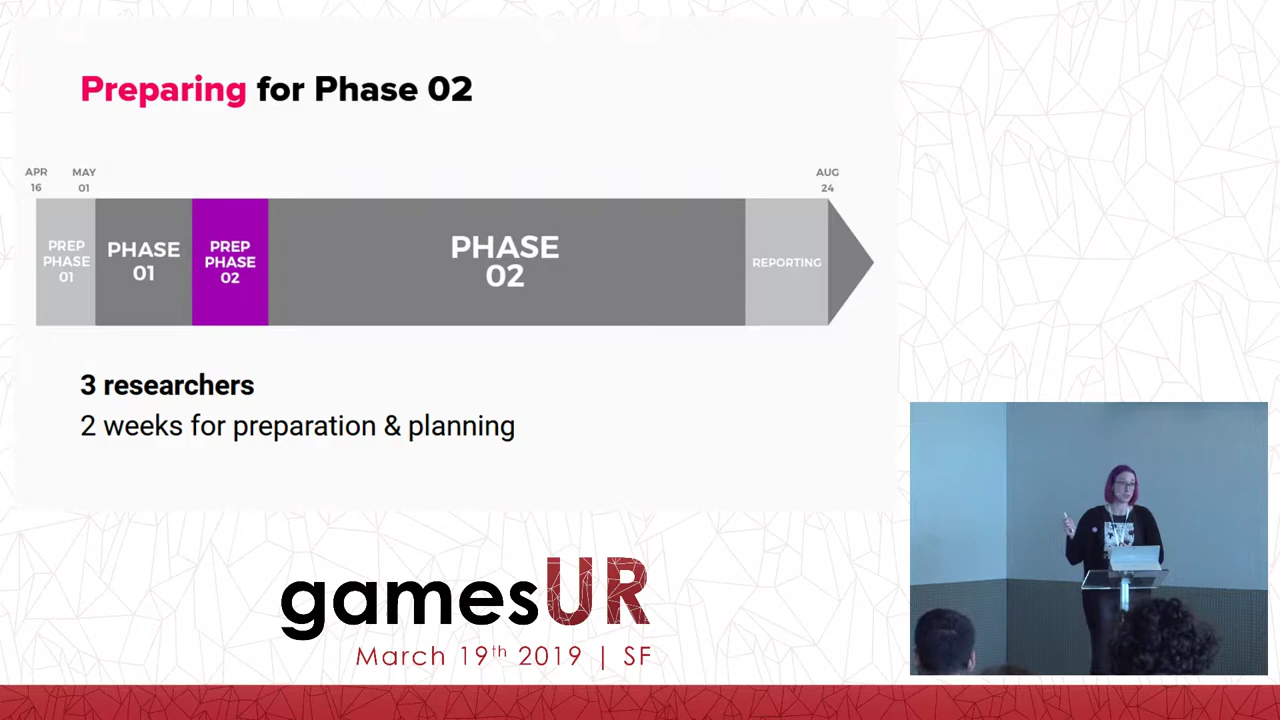 Preparing for Phase 02
APR
16
MAY
01
AUG
24
PREP
PHASE
01
PHASE
01
PREP
PHASE
02
PHASE
02
REPORTING
3 researchers
2 weeks for preparation & planning
gamesUR
March 19th 2019 | SF